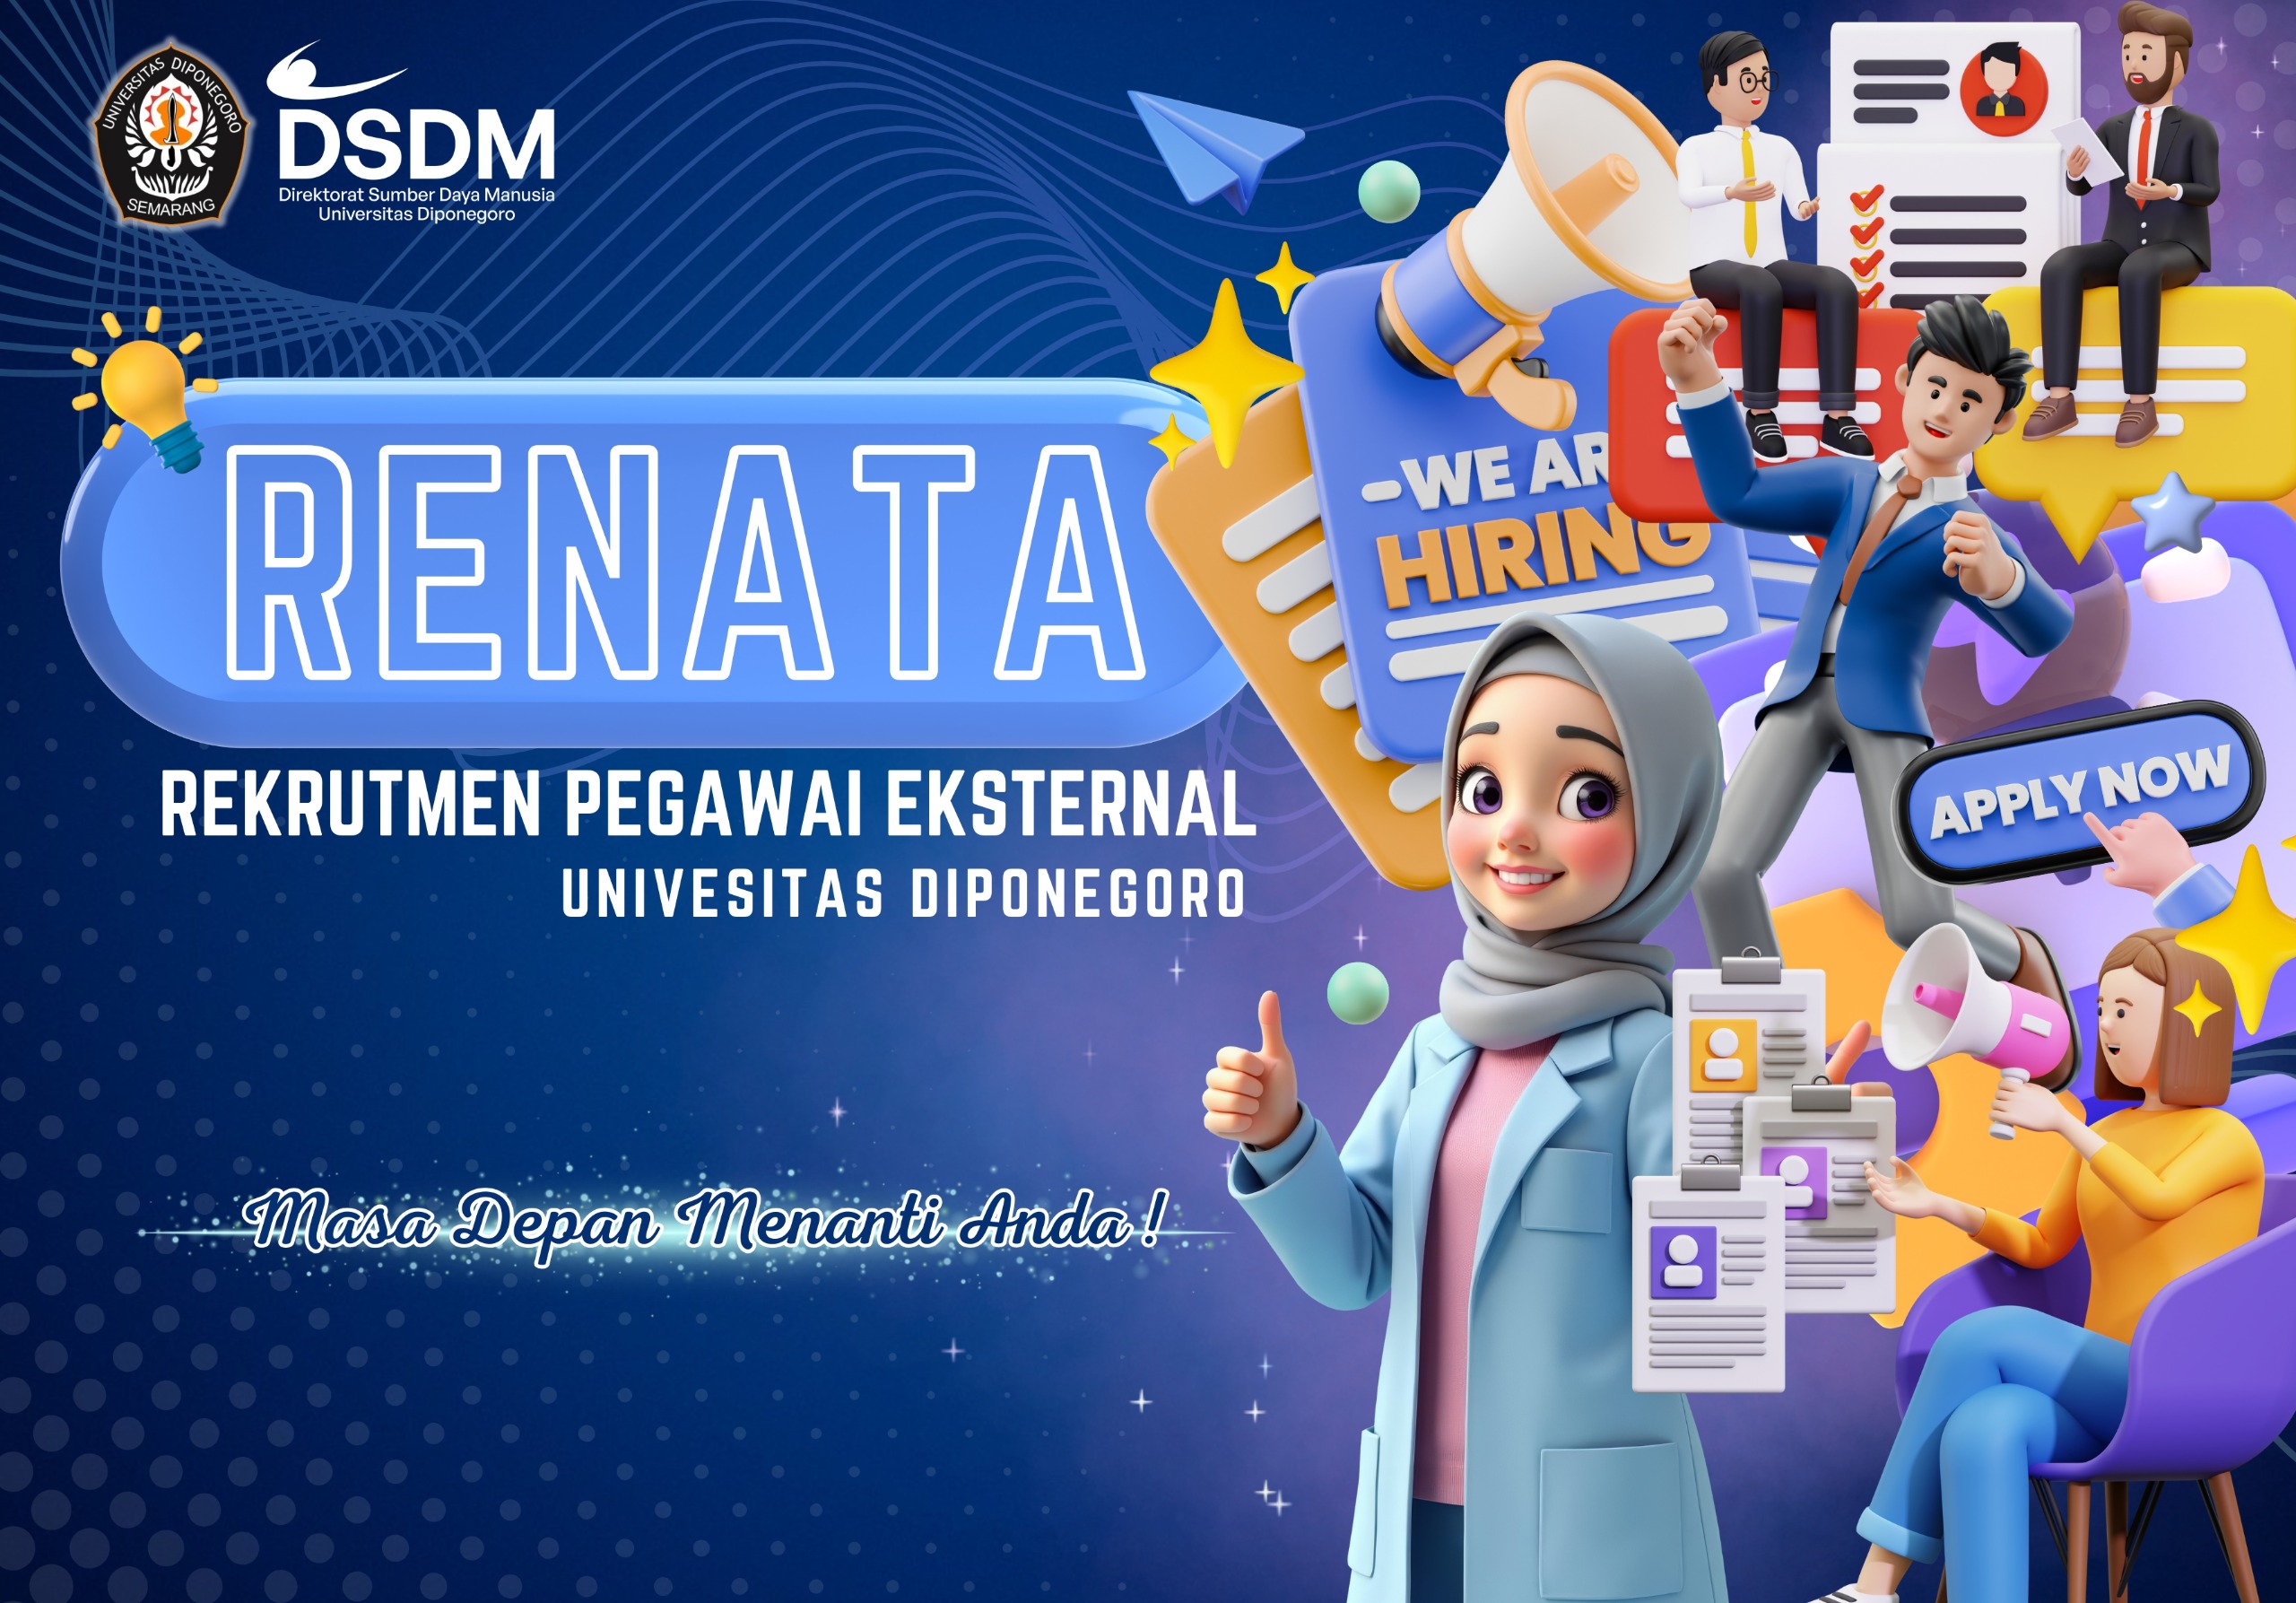 UNIVERSITAS DIPONEGORO
SEMARANG
DSDM
Direktorat Sumber Daya Manusia
Universitas Diponegoro
RENATA
REKRUTMEN PEGAWAI EKSTERNAL
UNIVESITAS DIPONEGORO
Masa Depan Menanti Anda !
WE AR
HIRING
APPLY NOW